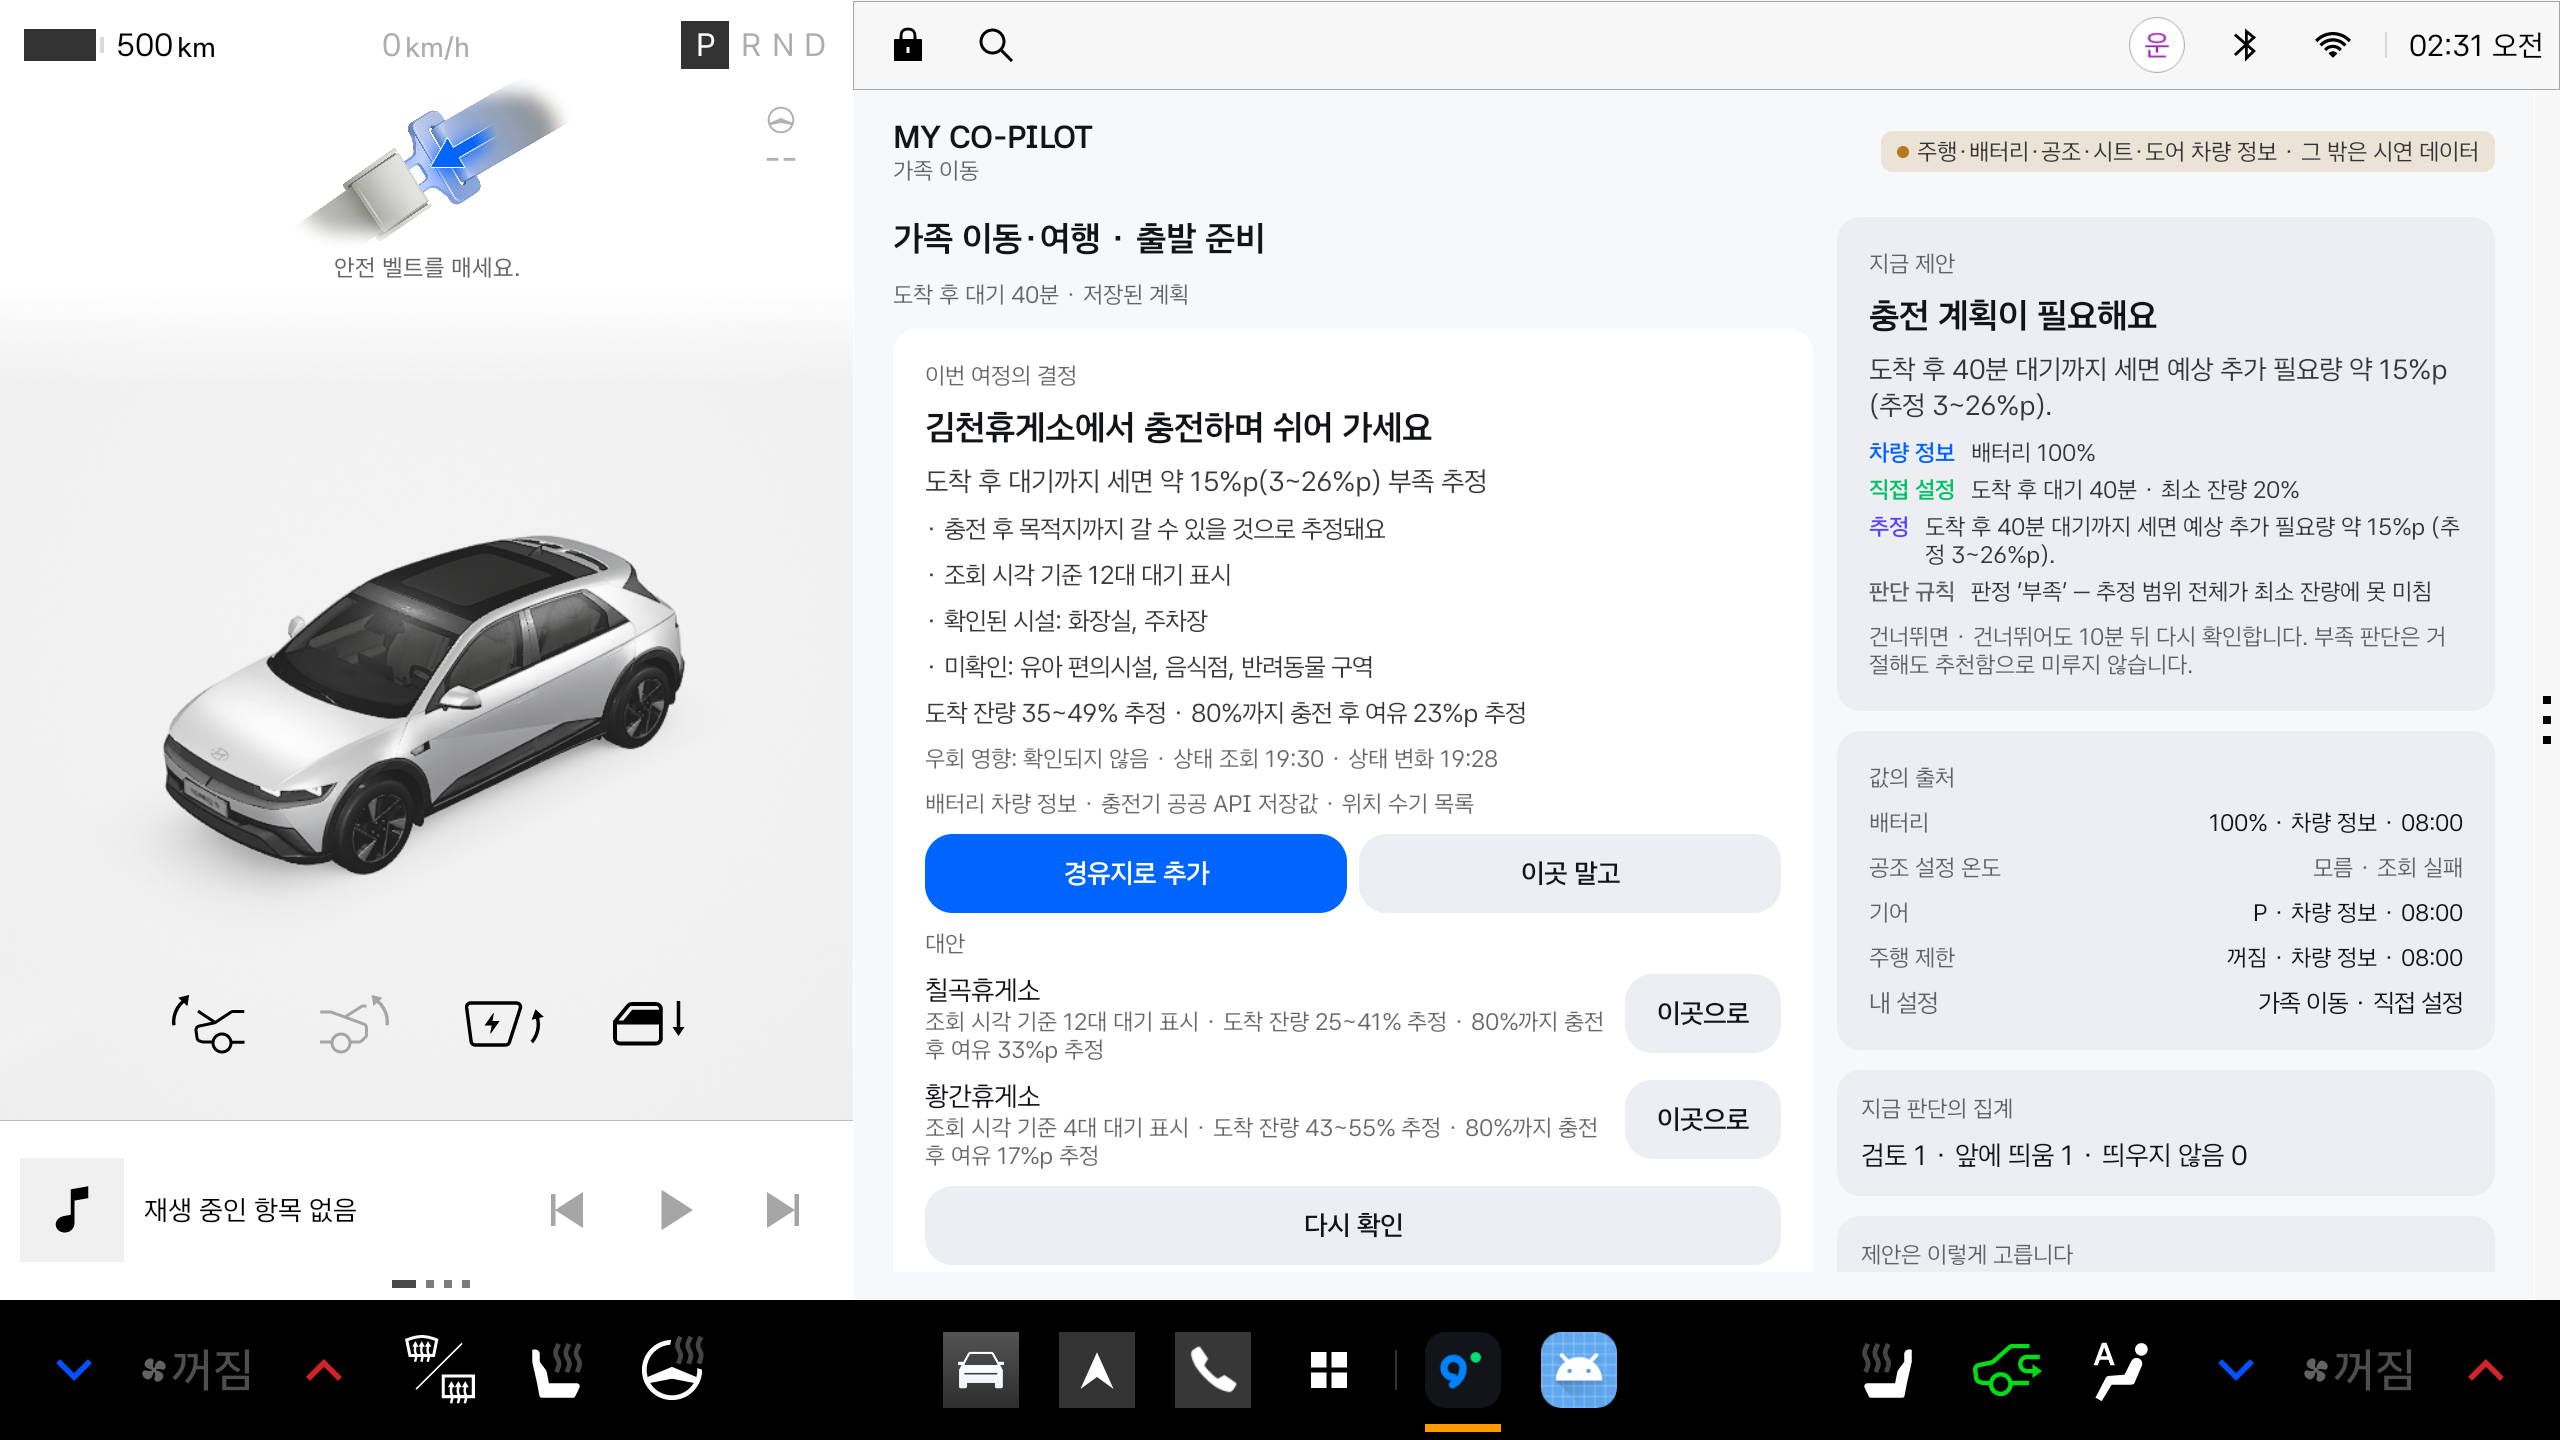 500 km
0 km/h
P R N D
안전 벨트를 매세요.
재생 중인 항목 없음
운
02:31 오전
MY CO-PILOT
가족 이동
주행·배터리·공조·시트·도어 차량 정보 · 그 밖은 시연 데이터
가족 이동·여행 · 출발 준비
도착 후 대기 40분 · 저장된 계획
이번 여정의 결정
김천휴게소에서 충전하며 쉬어 가세요
도착 후 대기까지 세면 약 15%p(3~26%p) 부족 추정
· 충전 후 목적지까지 갈 수 있을 것으로 추정돼요
· 조회 시각 기준 12대 대기 표시
· 확인된 시설: 화장실, 주차장
· 미확인: 유아 편의시설, 음식점, 반려동물 구역
도착 잔량 35~49% 추정 · 80%까지 충전 후 여유 23%p 추정
우회 영향: 확인되지 않음 · 상태 조회 19:30 · 상태 변화 19:28
배터리 차량 정보 · 충전기 공공 API 저장값 · 위치 수기 목록
경유지로 추가
이곳 말고
대안
칠곡휴게소
조회 시각 기준 12대 대기 표시 · 도착 잔량 25~41% 추정 · 80%까지 충전
후 여유 33%p 추정
이곳으로
황간휴게소
조회 시각 기준 4대 대기 표시 · 도착 잔량 43~55% 추정 · 80%까지 충전
후 여유 17%p 추정
이곳으로
다시 확인
지금 제안
충전 계획이 필요해요
도착 후 40분 대기까지 세면 예상 추가 필요량 약 15%p
(추정 3~26%p).
차량 정보 배터리 100%
직접 설정 도착 후 대기 40분 · 최소 잔량 20%
추정 도착 후 40분 대기까지 세면 예상 추가 필요량 약 15%p (추
정 3~26%p).
판단 규칙 판정 '부족' — 추정 범위 전체가 최소 잔량에 못 미침
건너뛰면 · 건너뛰어도 10분 뒤 다시 확인합니다. 부족 판단은 거
절해도 추천함으로 미루지 않습니다.
값의 출처
배터리 100% · 차량 정보 · 08:00
공조 설정 온도 모름 · 조회 실패
기어 P · 차량 정보 · 08:00
주행 제한 꺼짐 · 차량 정보 · 08:00
내 설정 가족 이동 · 직접 설정
지금 판단의 집계
검토 1 · 앞에 띄움 1 · 띄우지 않음 0
제안은 이렇게 고릅니다
꺼짐
A
꺼짐